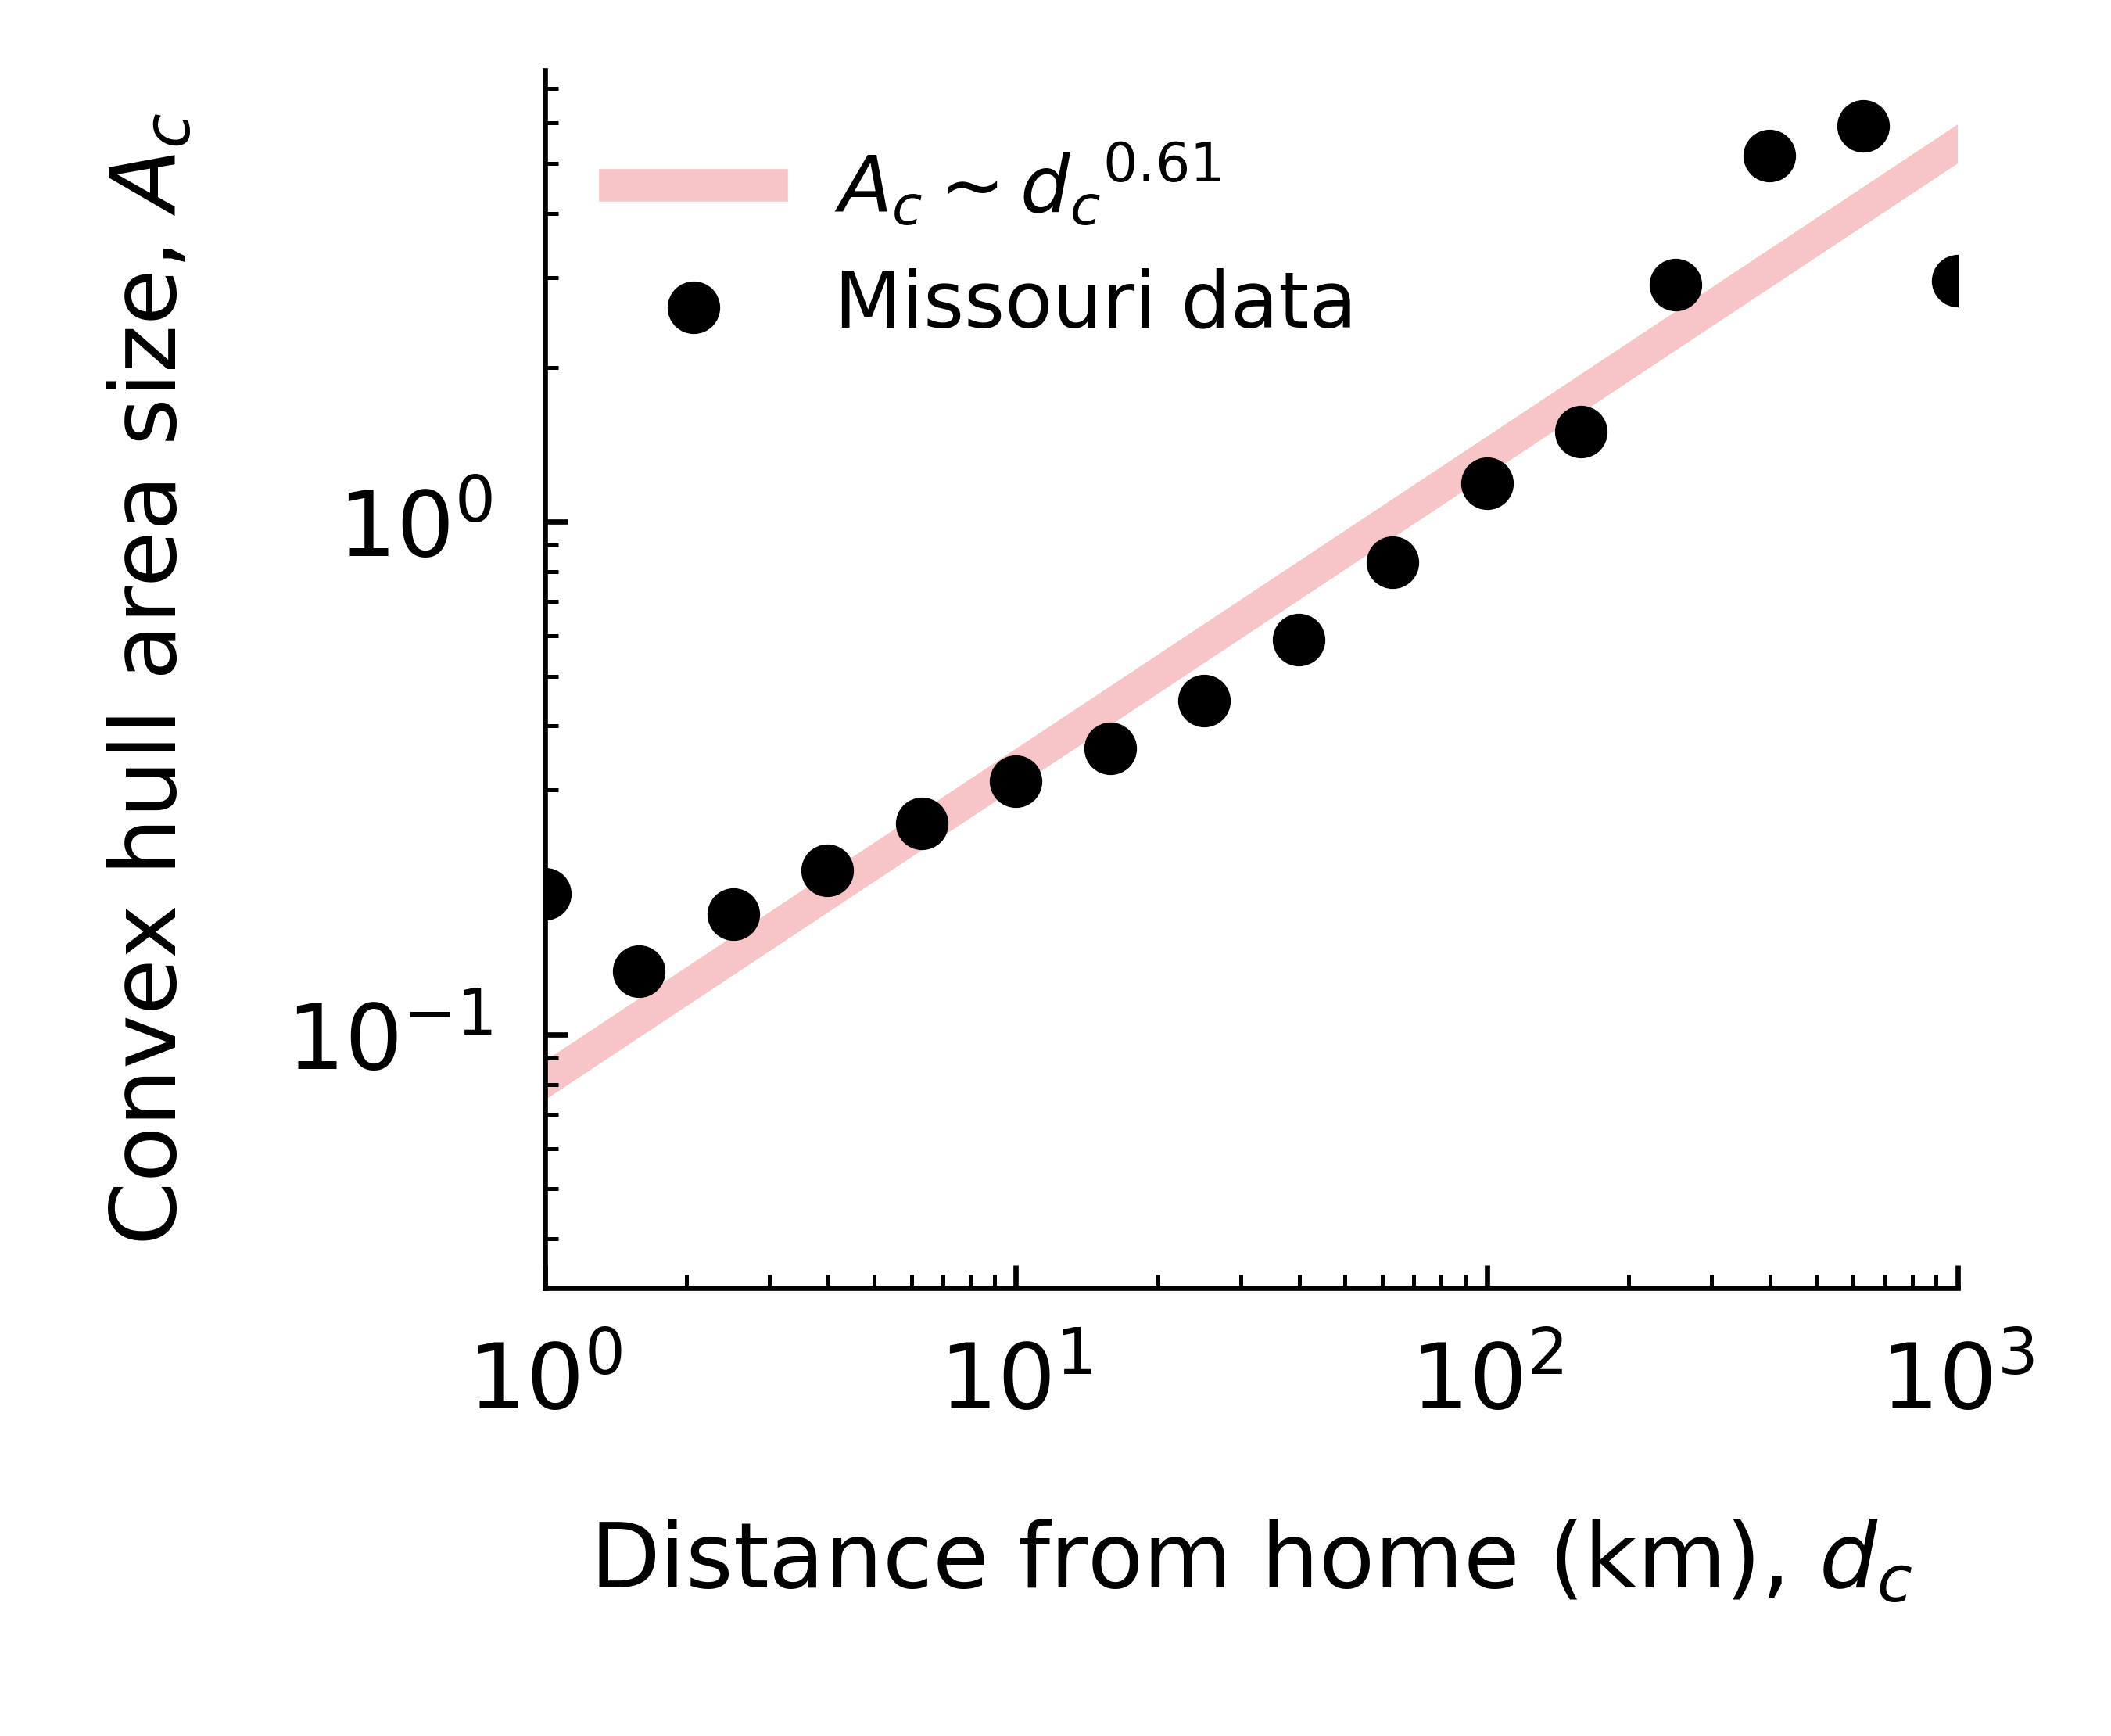 Convex hull area size, A_c
A_c ~ d_c^0.61
Missouri data
10^0
10^−1
10^0 10^1 10^2 10^3
Distance from home (km), d_c